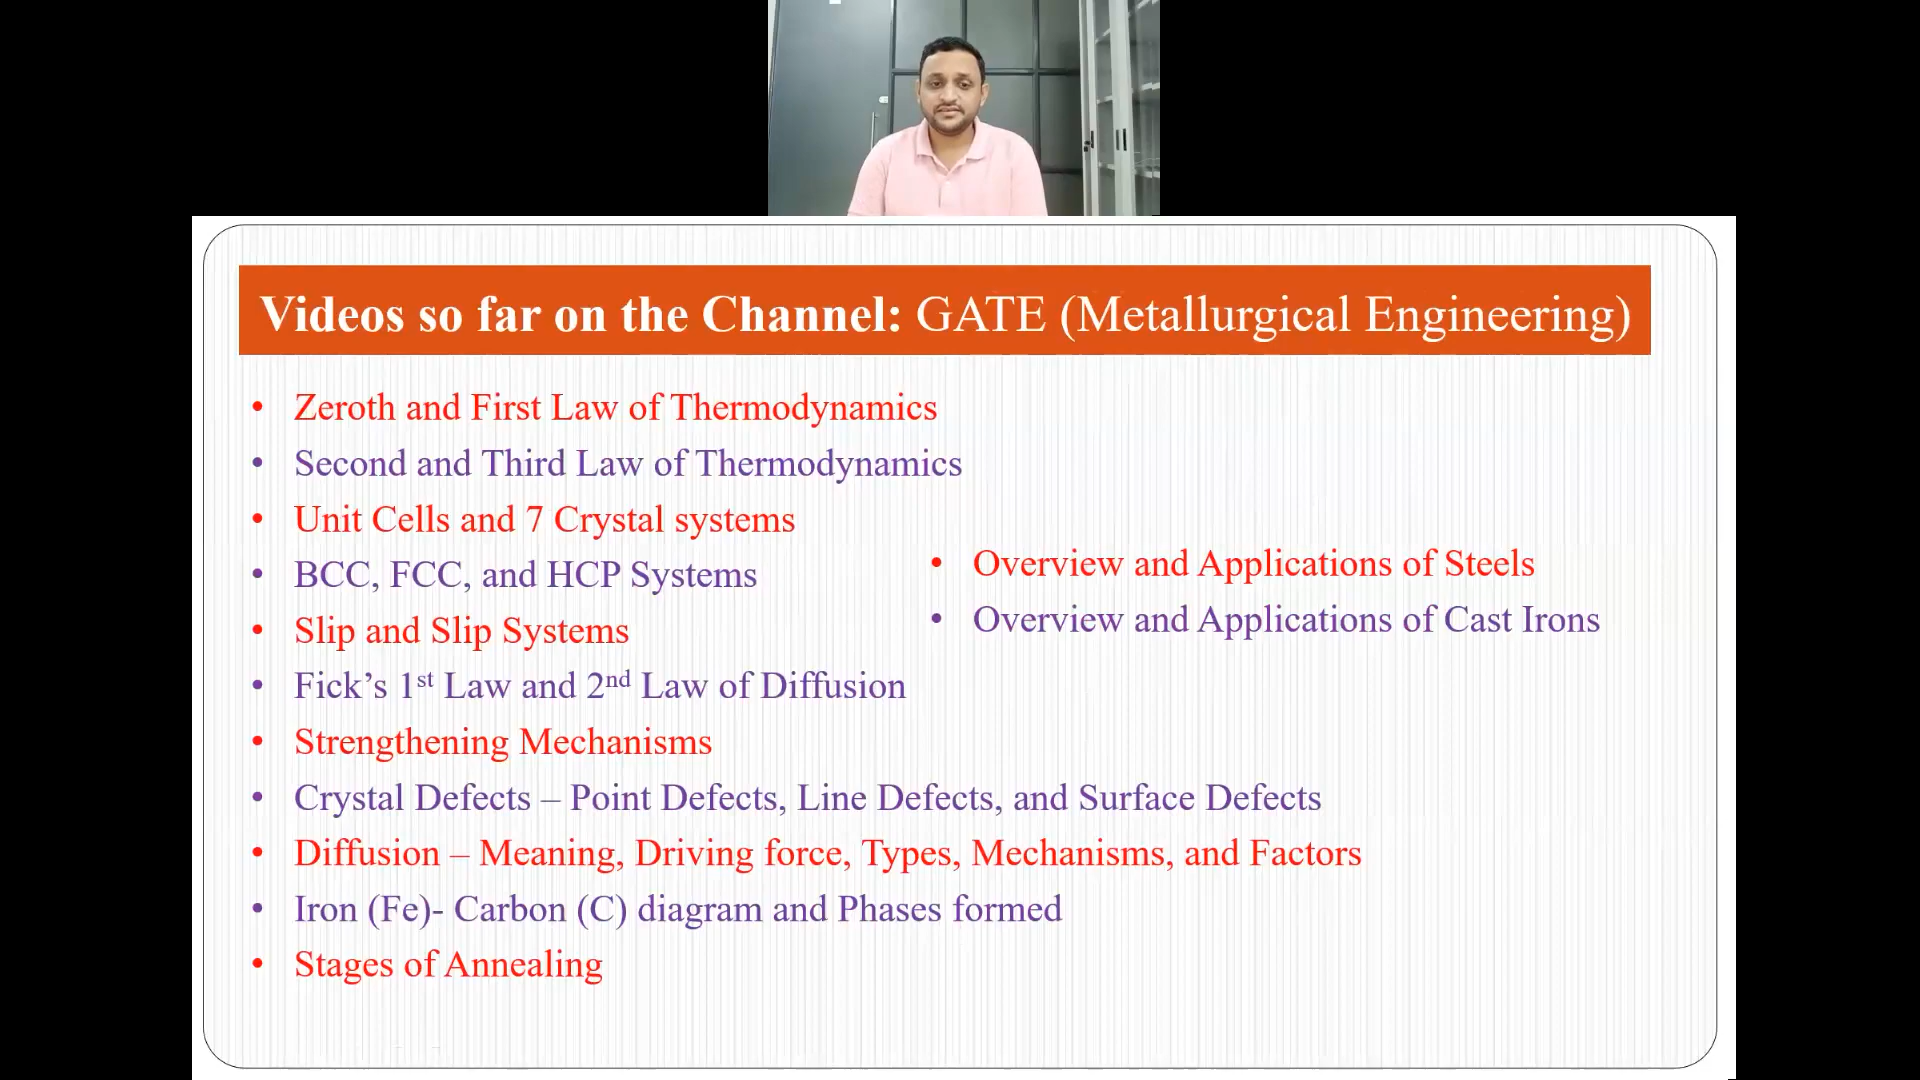 Videos so far on the Channel: GATE (Metallurgical Engineering)
• Zeroth and First Law of Thermodynamics
• Second and Third Law of Thermodynamics
• Unit Cells and 7 Crystal systems
• BCC, FCC, and HCP Systems
• Slip and Slip Systems
• Fick’s 1st Law and 2nd Law of Diffusion
• Strengthening Mechanisms
• Crystal Defects – Point Defects, Line Defects, and Surface Defects
• Diffusion – Meaning, Driving force, Types, Mechanisms, and Factors
• Iron (Fe)- Carbon (C) diagram and Phases formed
• Stages of Annealing
• Overview and Applications of Steels
• Overview and Applications of Cast Irons